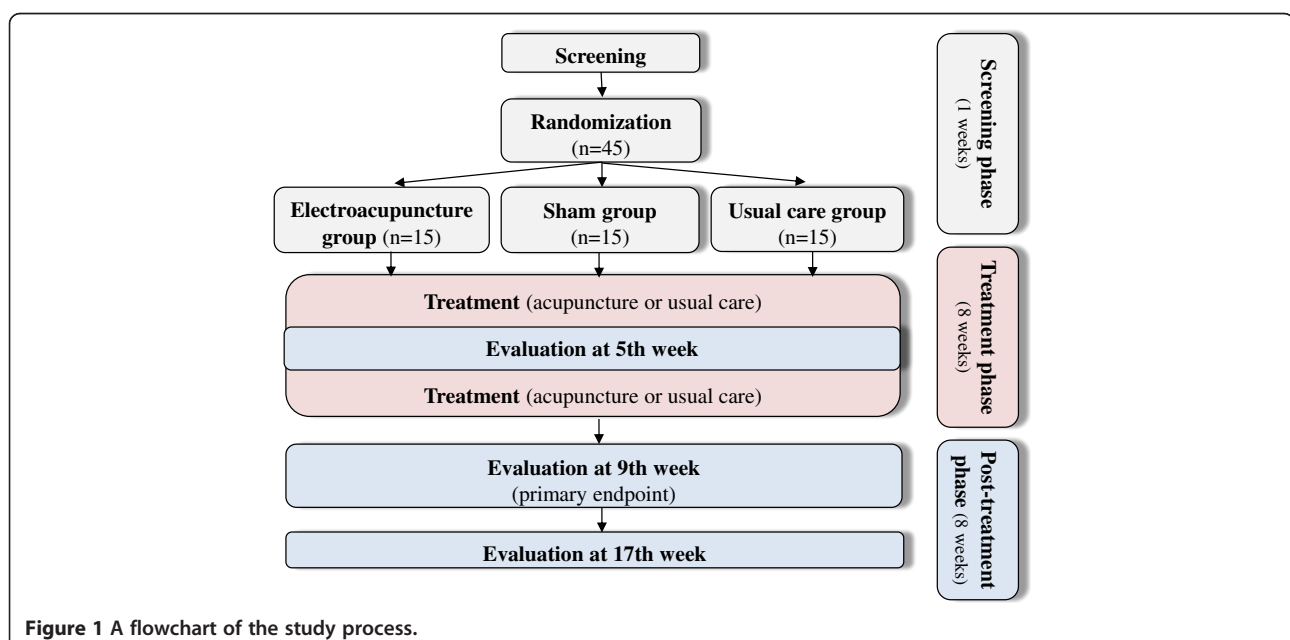 Screening
Randomization
(n=45)
Electroacupuncture
group (n=15)
Sham group
(n=15)
Usual care group
(n=15)
Treatment (acupuncture or usual care)
Evaluation at 5th week
Treatment (acupuncture or usual care)
Evaluation at 9th week
(primary endpoint)
Evaluation at 17th week
Screening phase
(1 weeks)
Treatment phase
(8 weeks)
Post-treatment
phase (8 weeks)
Figure 1 A flowchart of the study process.